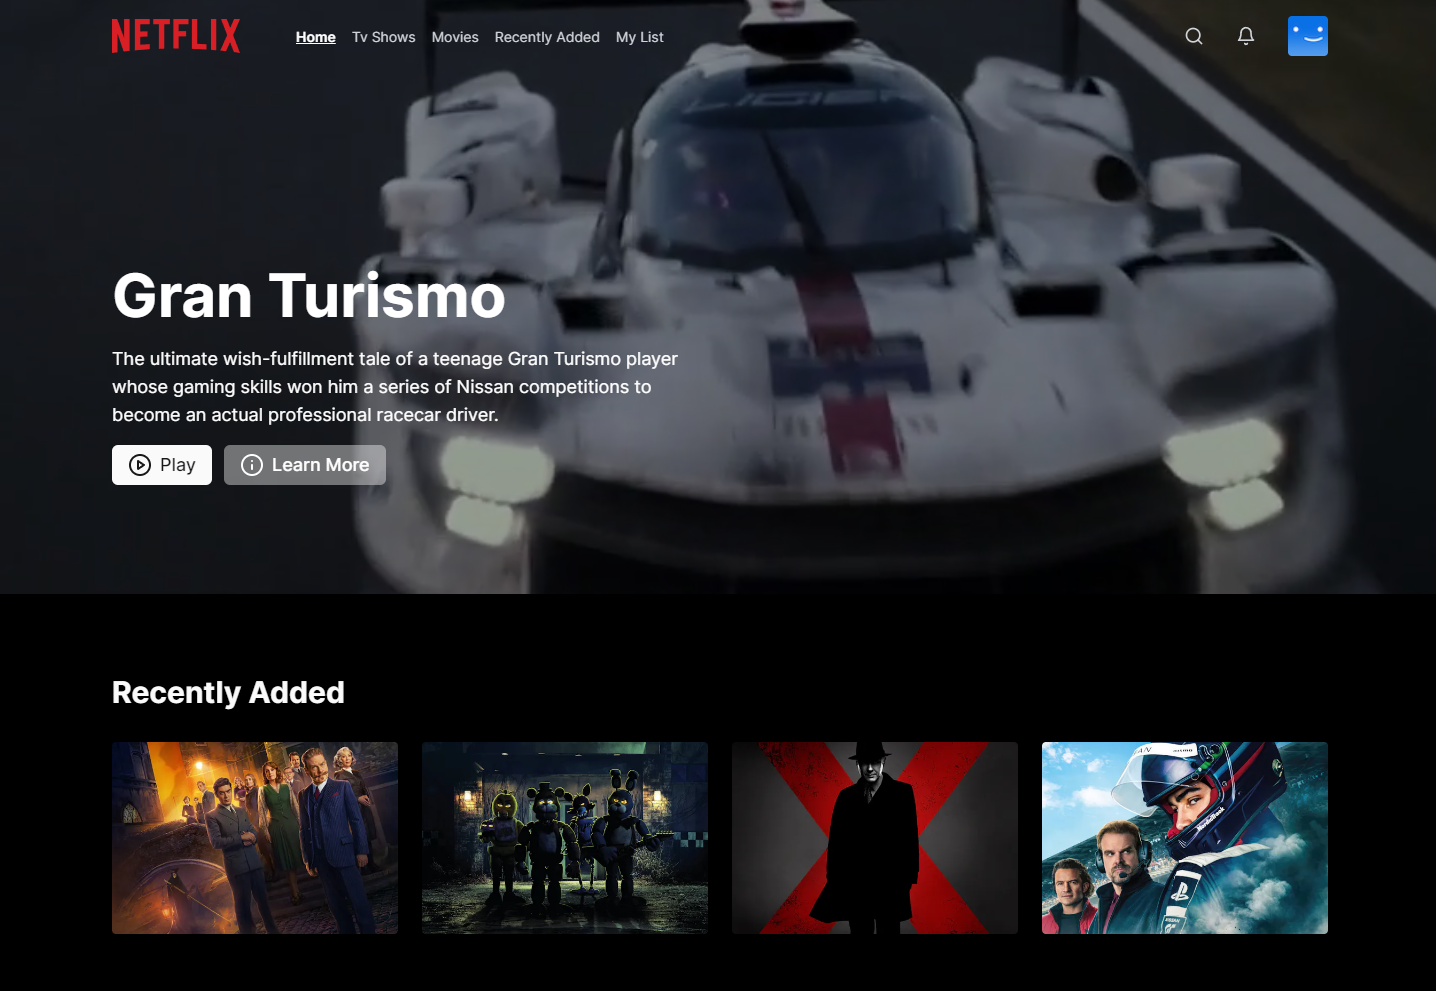 NETFLIX
Home Tv Shows Movies Recently Added My List
LIGIER
Gran Turismo
The ultimate wish-fulfillment tale of a teenage Gran Turismo player
whose gaming skills won him a series of Nissan competitions to
become an actual professional racecar driver.
Play Learn More
Recently Added